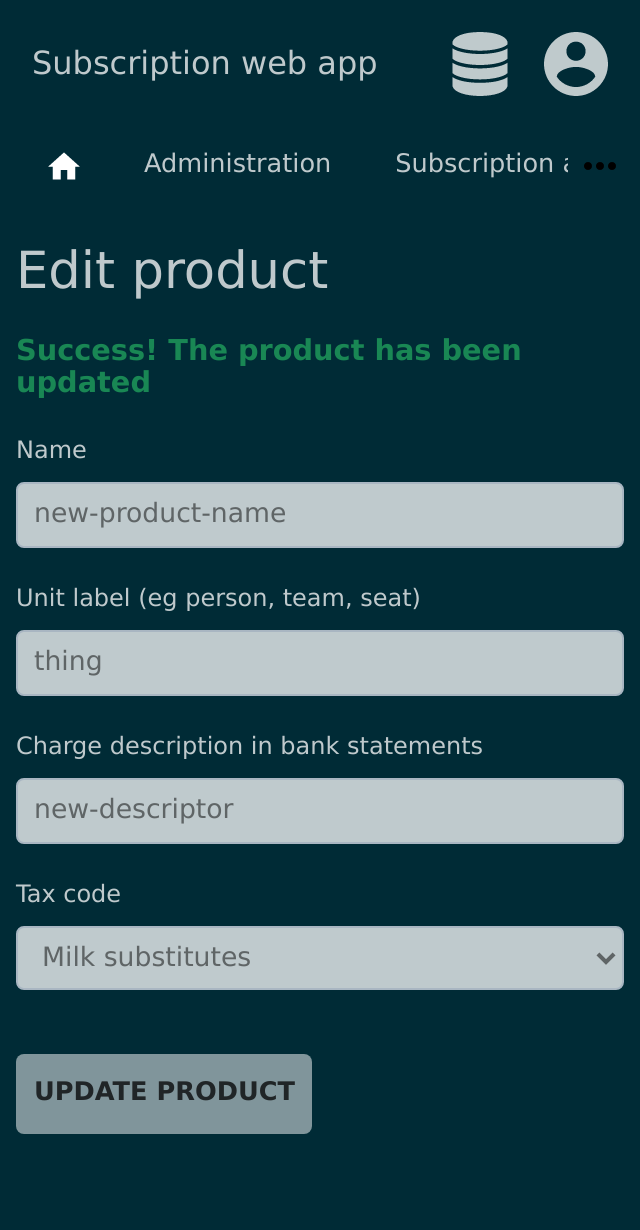 Subscription web app
Administration
Subscription
Edit product
Success! The product has been
updated
Name
new-product-name
Unit label (eg person, team, seat)
thing
Charge description in bank statements
new-descriptor
Tax code
Milk substitutes
UPDATE PRODUCT